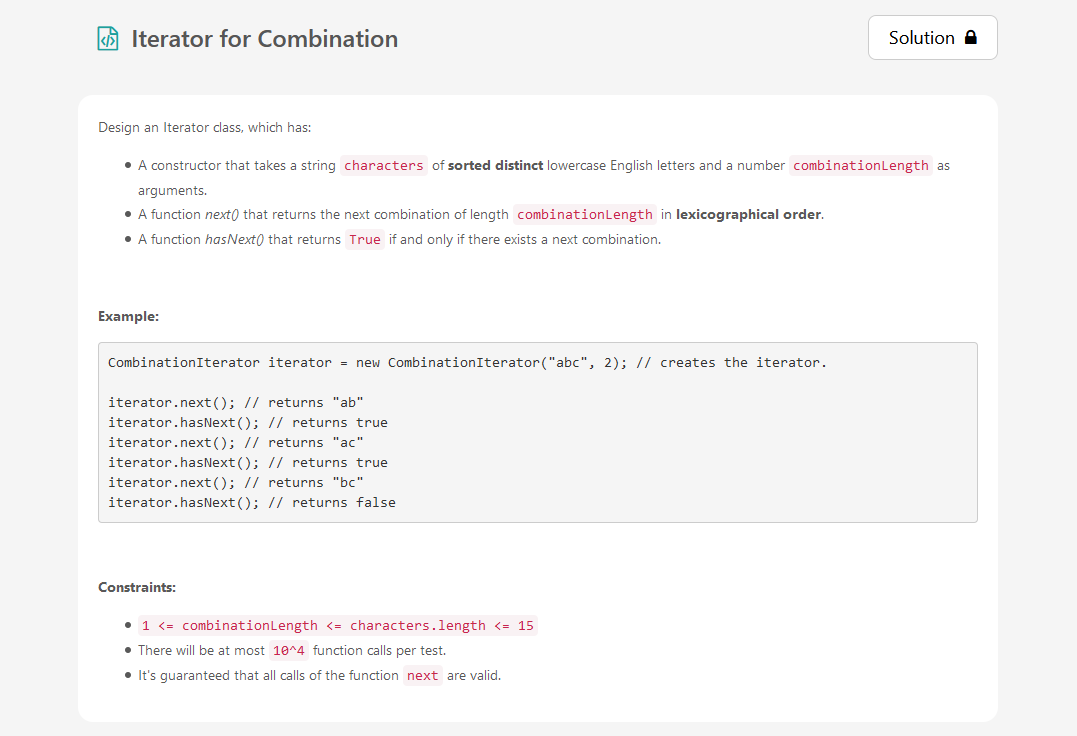 Iterator for Combination
Solution
Design an Iterator class, which has:
• A constructor that takes a string characters of sorted distinct lowercase English letters and a number combinationLength as
arguments.
• A function next() that returns the next combination of length combinationLength in lexicographical order.
• A function hasNext() that returns True if and only if there exists a next combination.
Example:
CombinationIterator iterator = new CombinationIterator("abc", 2); // creates the iterator.
iterator.next(); // returns "ab"
iterator.hasNext(); // returns true
iterator.next(); // returns "ac"
iterator.hasNext(); // returns true
iterator.next(); // returns "bc"
iterator.hasNext(); // returns false
Constraints:
• 1 <= combinationLength <= characters.length <= 15
• There will be at most 10^4 function calls per test.
• It's guaranteed that all calls of the function next are valid.